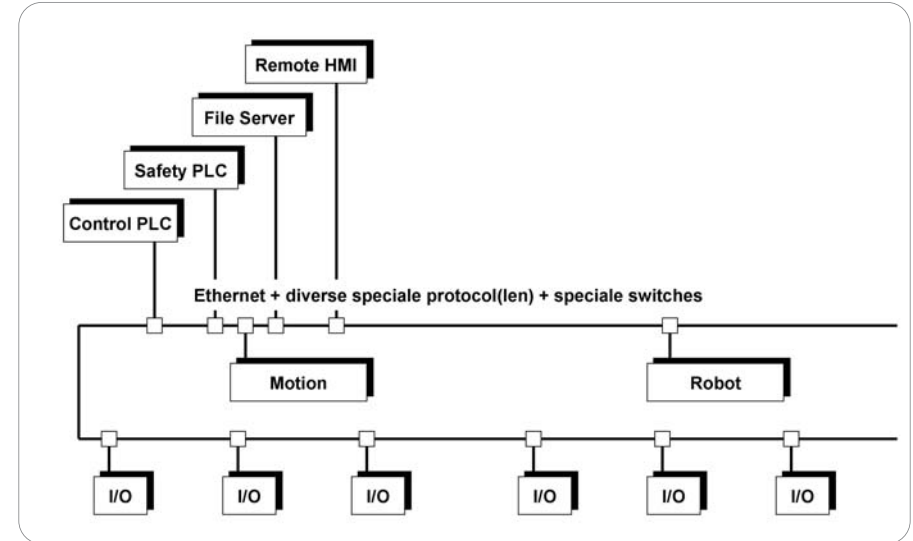 Remote HMI
File Server
Safety PLC
Control PLC
Ethernet + diverse speciale protocol(len) + speciale switches
Motion
Robot
I/O
I/O
I/O
I/O
I/O
I/O